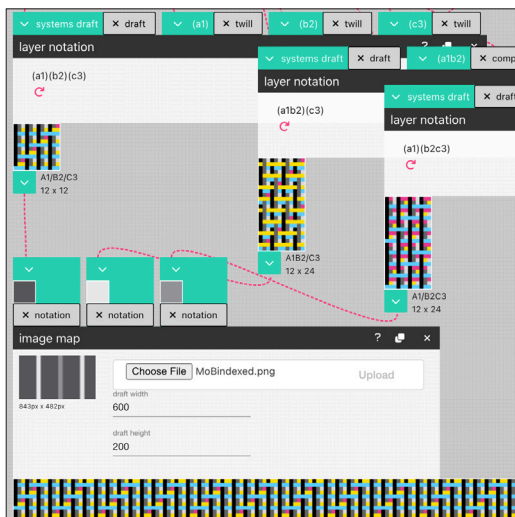 systems draft × draft (a1) × twill (b2) × twill (c3) × twill
layer notation ? ×
(a1)(b2)(c3)
A1/B2/C3
12 x 12
systems draft × draft (a1b2) × comp
layer notation
(a1b2)(c3)
A1B2/C3
12 x 24
systems draft × draft
layer notation
(a1)(b2c3)
A1/B2C3
12 x 24
× notation × notation × notation
image map ? ×
Choose File MoBindexed.png Upload
843px x 482px
draft width
600
draft height
200